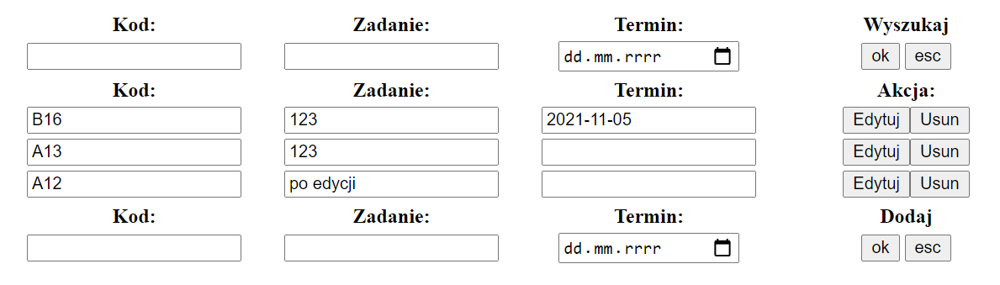 Kod: Zadanie: Termin: Wyszukaj
dd.mm.rrrr ok esc
Kod: Zadanie: Termin: Akcja:
B16 123 2021-11-05 Edytuj Usun
A13 123 Edytuj Usun
A12 po edycji Edytuj Usun
Kod: Zadanie: Termin: Dodaj
dd.mm.rrrr ok esc